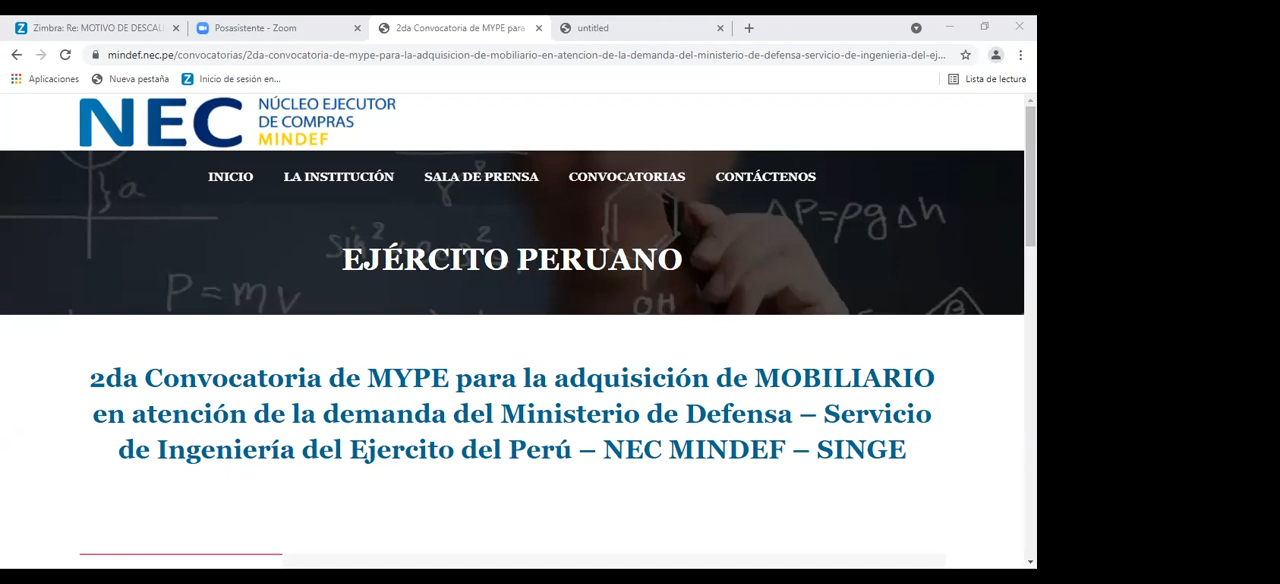 Zimbra: Re: MOTIVO DE DESCAL
Posasistente - Zoom
2da Convocatoria de MYPE para
untitled
mindef.nec.pe/convocatorias/2da-convocatoria-de-mype-para-la-adquisicion-de-mobiliario-en-atencion-de-la-demanda-del-ministerio-de-defensa-servicio-de-ingenieria-del-ej...
Aplicaciones
Nueva pestaña
Inicio de sesión en...
Lista de lectura
NEC
NÚCLEO EJECUTOR
DE COMPRAS
MINDEF
INICIO LA INSTITUCIÓN SALA DE PRENSA CONVOCATORIAS CONTÁCTENOS
a
ΔP=ρgΔh
EJÉRCITO PERUANO
P=mv
OH
2da Convocatoria de MYPE para la adquisición de MOBILIARIO
en atención de la demanda del Ministerio de Defensa – Servicio
de Ingeniería del Ejercito del Perú – NEC MINDEF – SINGE